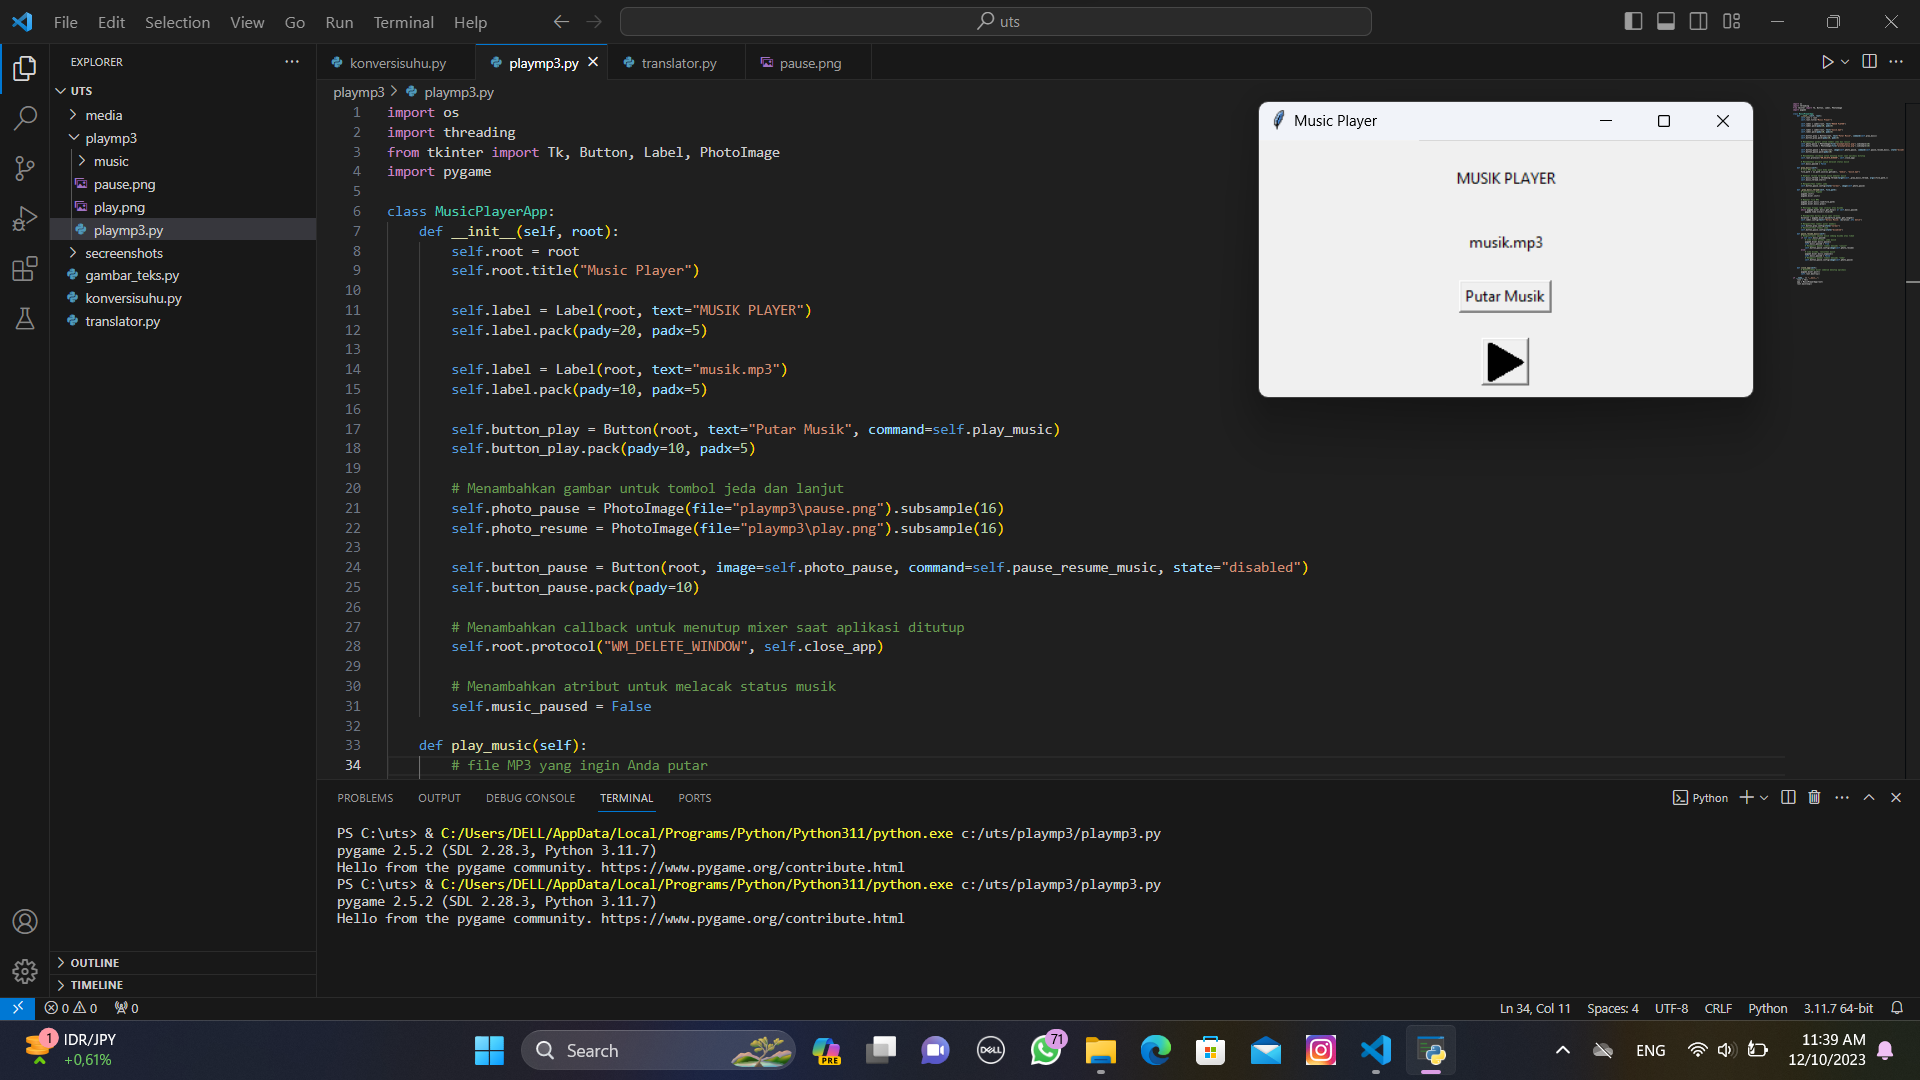 File Edit Selection View Go Run Terminal Help
uts
EXPLORER
UTS
media
playmp3
music
pause.png
play.png
playmp3.py
secreenshots
gambar_teks.py
konversisuhu.py
translator.py
OUTLINE
TIMELINE
konversisuhu.py playmp3.py translator.py pause.png
playmp3 > playmp3.py
1 import os
2 import threading
3 from tkinter import Tk, Button, Label, PhotoImage
4 import pygame
5
6 class MusicPlayerApp:
7 def __init__(self, root):
8 self.root = root
9 self.root.title("Music Player")
10
11 self.label = Label(root, text="MUSIK PLAYER")
12 self.label.pack(pady=20, padx=5)
13
14 self.label = Label(root, text="musik.mp3")
15 self.label.pack(pady=10, padx=5)
16
17 self.button_play = Button(root, text="Putar Musik", command=self.play_music)
18 self.button_play.pack(pady=10, padx=5)
19
20 # Menambahkan gambar untuk tombol jeda dan lanjut
21 self.photo_pause = PhotoImage(file="playmp3\pause.png").subsample(16)
22 self.photo_resume = PhotoImage(file="playmp3\play.png").subsample(16)
23
24 self.button_pause = Button(root, image=self.photo_pause, command=self.pause_resume_music, state="disabled")
25 self.button_pause.pack(pady=10)
26
27 # Menambahkan callback untuk menutup mixer saat aplikasi ditutup
28 self.root.protocol("WM_DELETE_WINDOW", self.close_app)
29
30 # Menambahkan atribut untuk melacak status musik
31 self.music_paused = False
32
33 def play_music(self):
34 # file MP3 yang ingin Anda putar
Music Player
MUSIK PLAYER
musik.mp3
Putar Musik
PROBLEMS OUTPUT DEBUG CONSOLE TERMINAL PORTS
Python
PS C:\uts> & C:/Users/DELL/AppData/Local/Programs/Python/Python311/python.exe c:/uts/playmp3/playmp3.py
pygame 2.5.2 (SDL 2.28.3, Python 3.11.7)
Hello from the pygame community. https://www.pygame.org/contribute.html
PS C:\uts> & C:/Users/DELL/AppData/Local/Programs/Python/Python311/python.exe c:/uts/playmp3/playmp3.py
pygame 2.5.2 (SDL 2.28.3, Python 3.11.7)
Hello from the pygame community. https://www.pygame.org/contribute.html
0 0 0
Ln 34, Col 11 Spaces: 4 UTF-8 CRLF Python 3.11.7 64-bit
1
IDR/JPY
+0,61%
Search
PRE
DELL
71
ENG
11:39 AM
12/10/2023